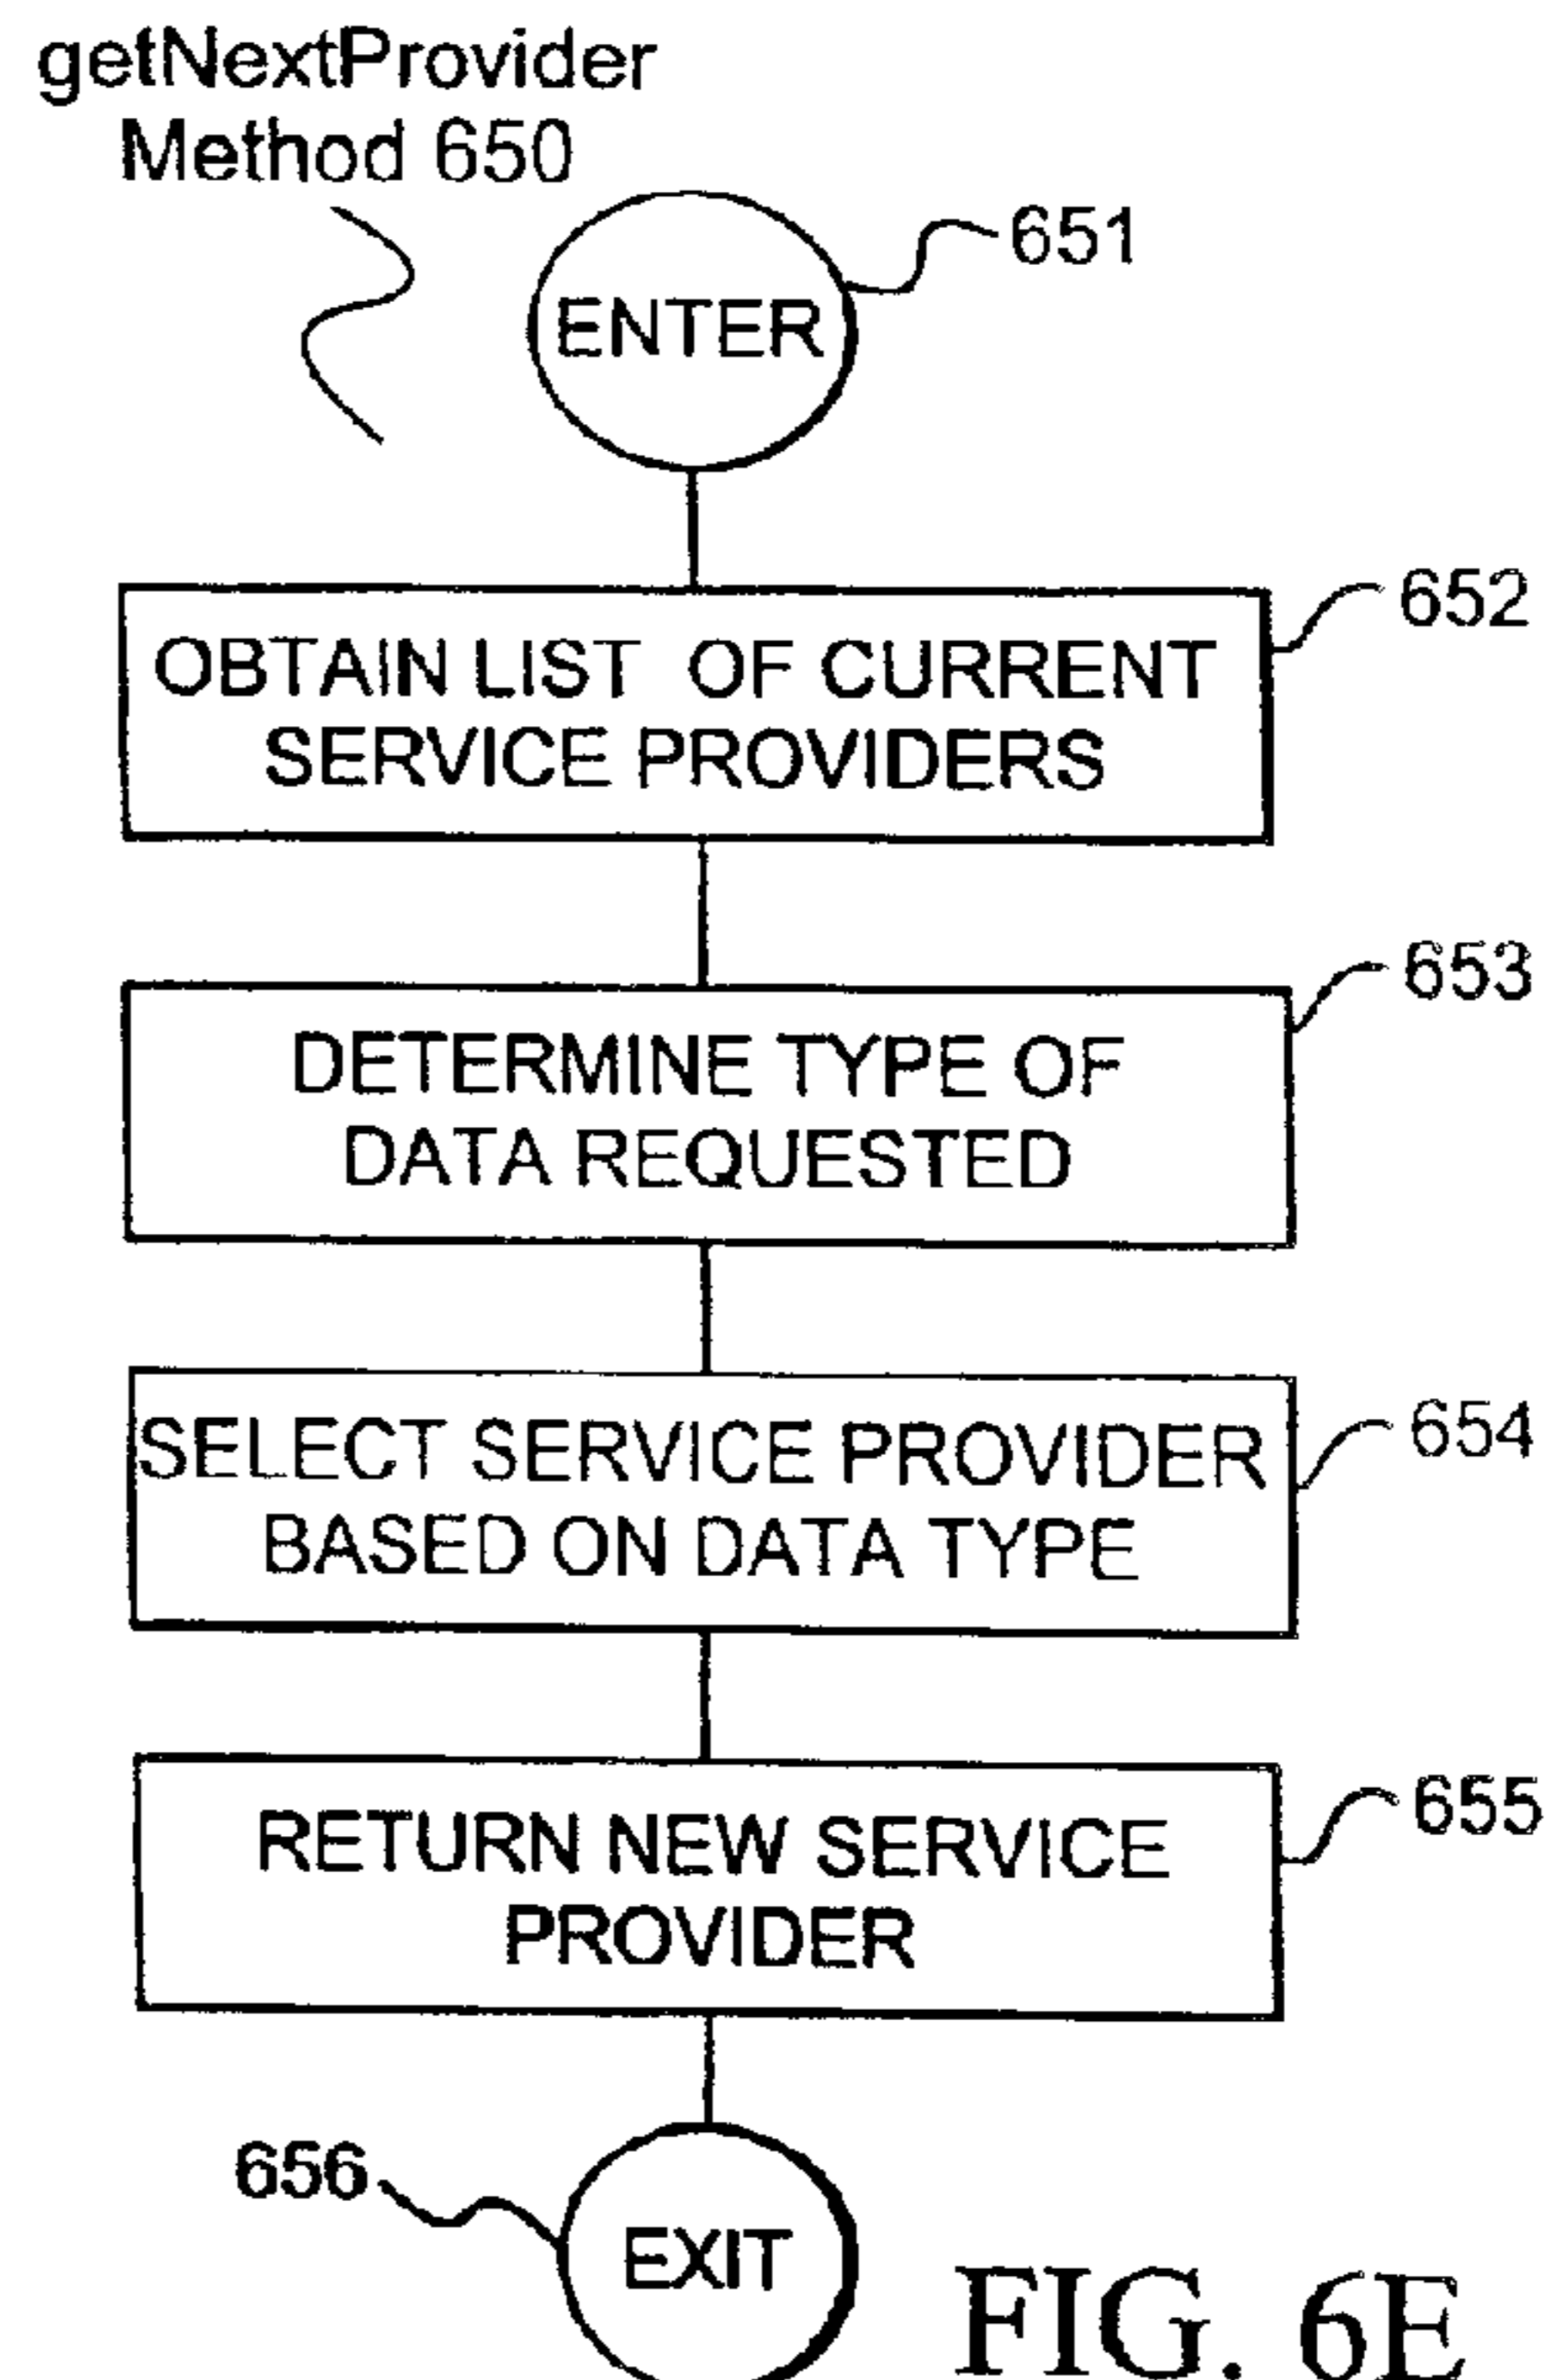 getNextProvider
Method 650
651
ENTER
652
OBTAIN LIST OF CURRENT
SERVICE PROVIDERS
653
DETERMINE TYPE OF
DATA REQUESTED
654
SELECT SERVICE PROVIDER
BASED ON DATA TYPE
655
RETURN NEW SERVICE
PROVIDER
656
EXIT
FIG. 6E